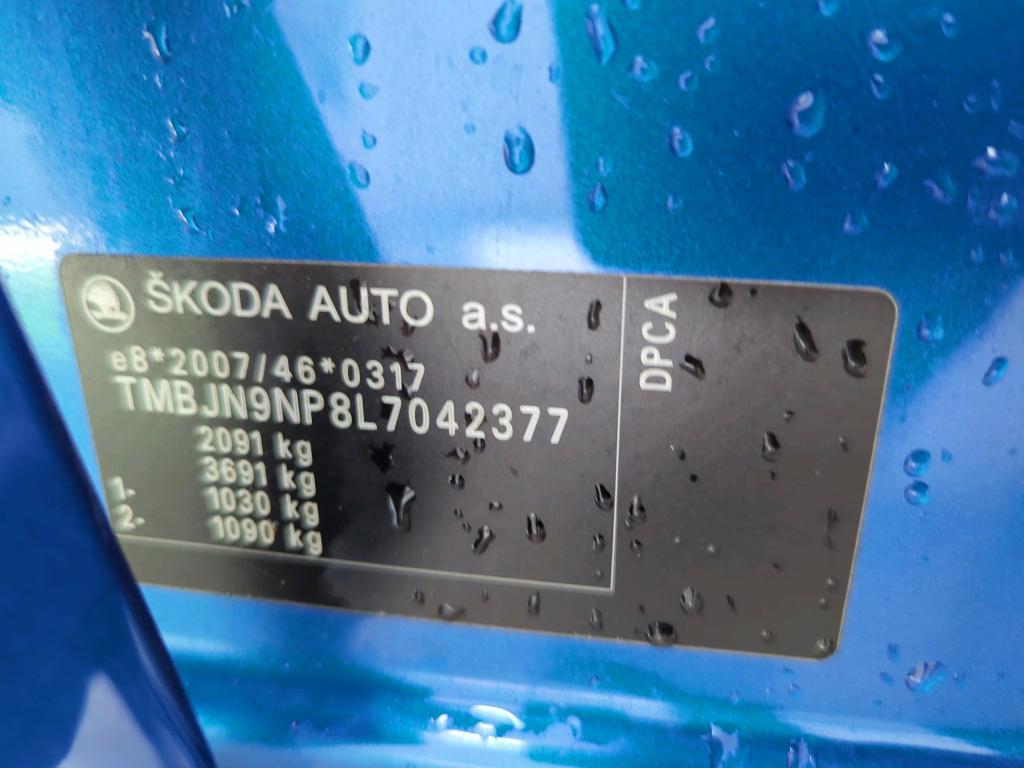 ŠKODA AUTO a.s.
e8*2007/46*0317
TMBJN9NP8L7042377
2091 kg
3691 kg
1- 1030 kg
2- 1090 kg
DPCA